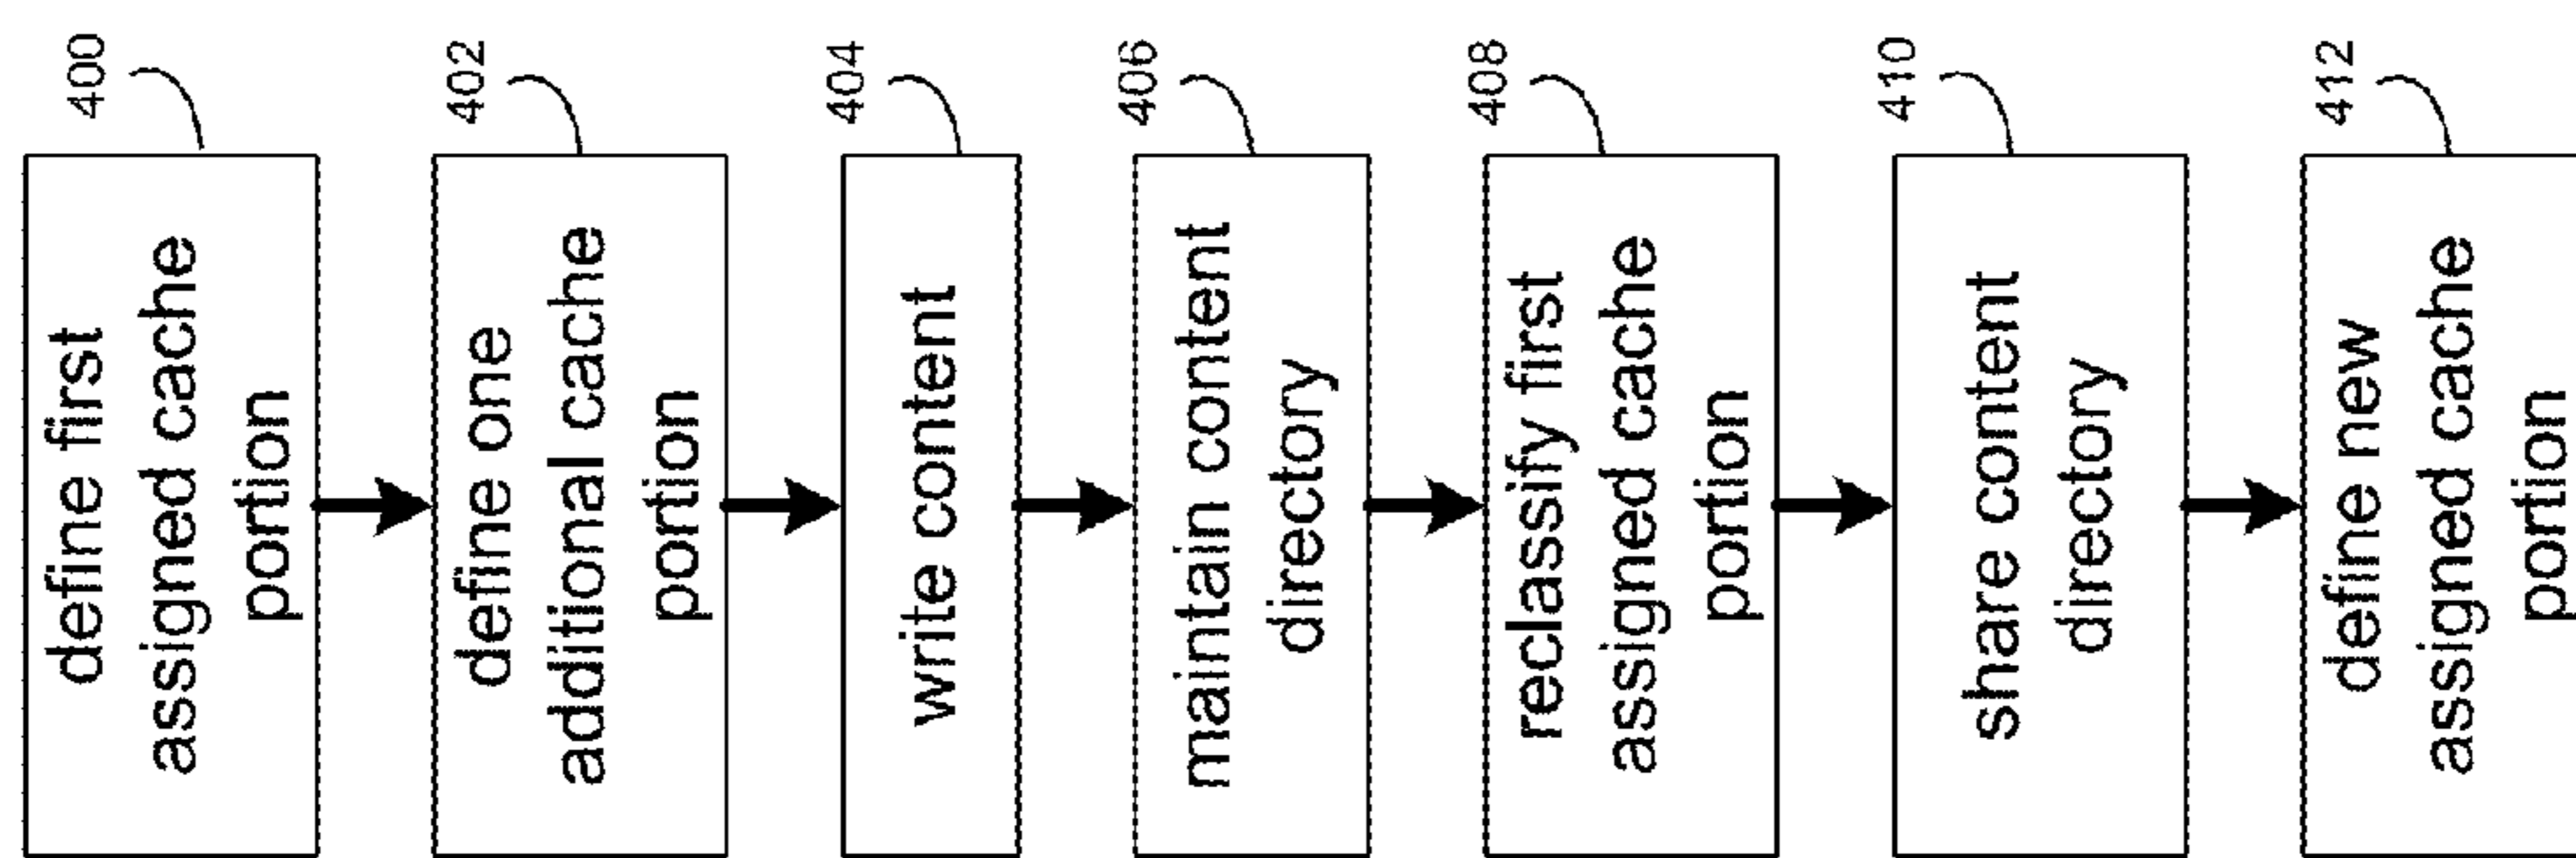 400
define first
assigned cache
portion
402
define one
additional cache
portion
404
write content
406
maintain content
directory
408
reclassify first
assigned cache
portion
410
share content
directory
412
define new
assigned cache
portion